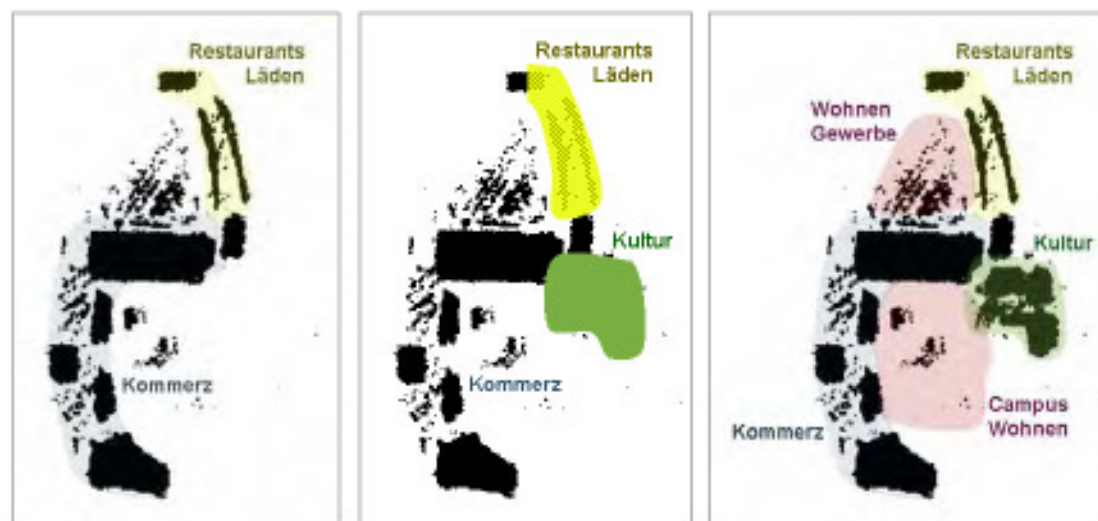 Restaurants
Läden
Kommerz
Restaurants
Läden
Kultur
Kommerz
Restaurants
Läden
Wohnen
Gewerbe
Kultur
Campus
Wohnen
Kommerz